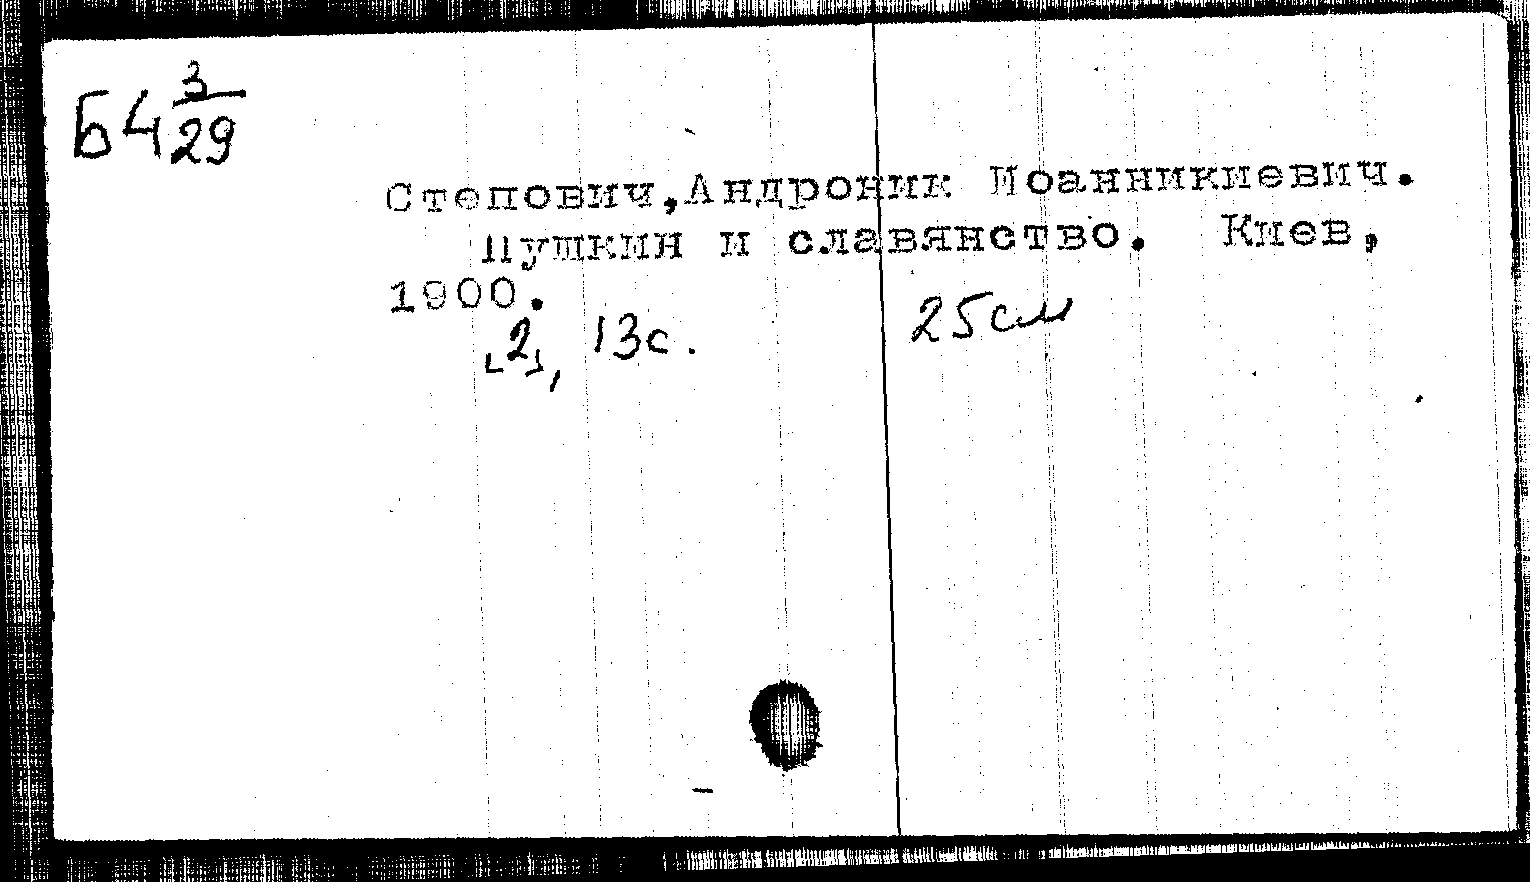 Б4 3/29
Степович, Андроник Иоанникиевич.
Пушкин и славянство. Киев,
1900.
[2], 13с. 25см